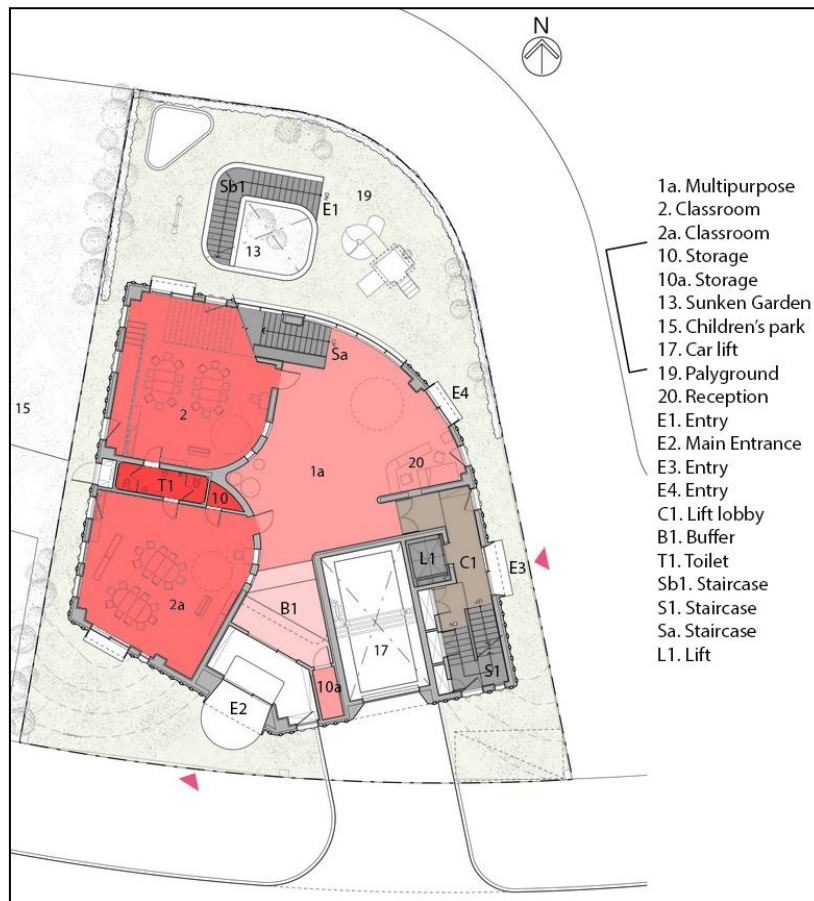 N
Sb1
19
E1
13
Sa
E4
2
15
1a
20
T1
10
L1
C1
E3
B1
2a
17
S1
10a
E2
1a. Multipurpose
2. Classroom
2a. Classroom
10. Storage
10a. Storage
13. Sunken Garden
15. Children's park
17. Car lift
19. Palyground
20. Reception
E1. Entry
E2. Main Entrance
E3. Entry
E4. Entry
C1. Lift lobby
B1. Buffer
T1. Toilet
Sb1. Staircase
S1. Staircase
Sa. Staircase
L1. Lift